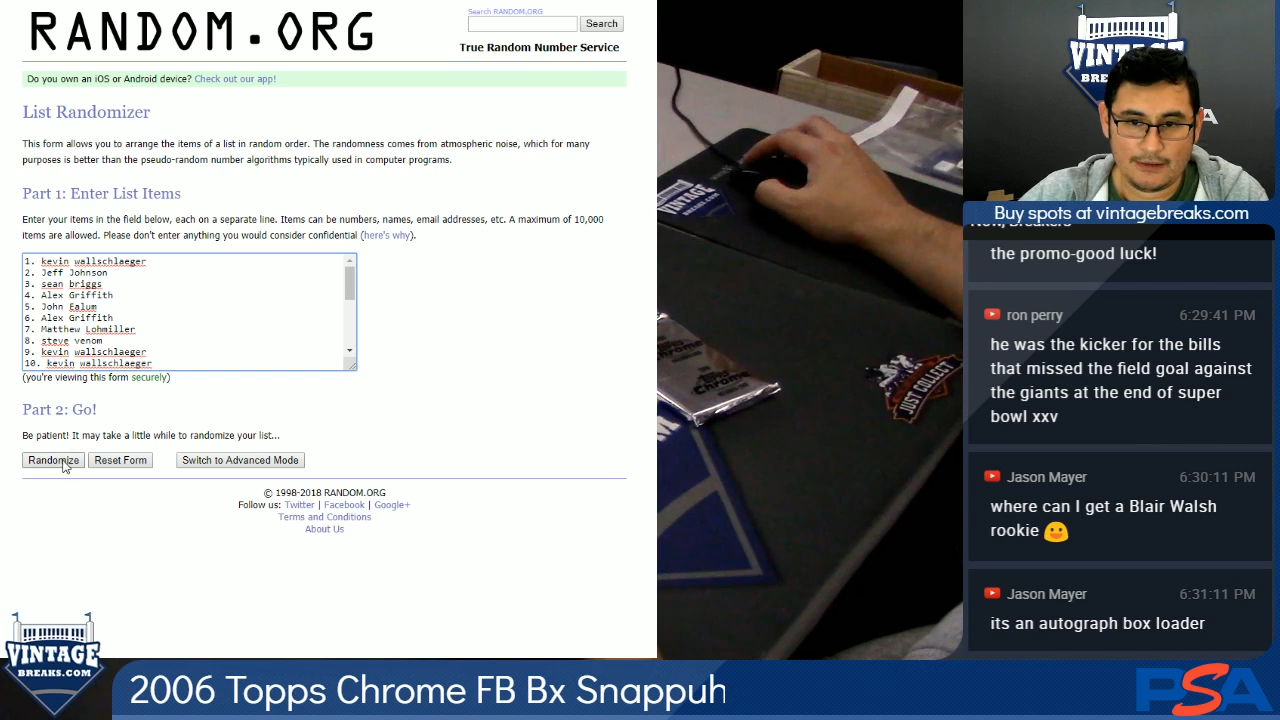 RANDOM.ORG
Search RANDOM.ORG
Search
True Random Number Service
Do you own an iOS or Android device? Check out our app!
List Randomizer
This form allows you to arrange the items of a list in random order. The randomness comes from atmospheric noise, which for many
purposes is better than the pseudo-random number algorithms typically used in computer programs.
Part 1: Enter List Items
Enter your items in the field below, each on a separate line. Items can be numbers, names, email addresses, etc. A maximum of 10,000
items are allowed. Please don't enter anything you would consider confidential (here's why).
1. kevin wallschlaeger
2. Jeff Johnson
3. sean briggs
4. Alex Griffith
5. John Ealum
6. Alex Griffith
7. Matthew Lohmiller
8. steve venom
9. kevin wallschlaeger
10. kevin wallschlaeger
(you're viewing this form securely)
Part 2: Go!
Be patient! It may take a little while to randomize your list...
Randomize
Reset Form
Switch to Advanced Mode
© 1998-2018 RANDOM.ORG
Follow us: Twitter | Facebook | Google+
Terms and Conditions
About Us
VINTAGE
BREAKS.COM
2006 Topps Chrome FB Bx Snappuh
VINTAGE
Chrome
JUST COLLECT
VINTAGE
BREAKS
Buy spots at vintagebreaks.com
the promo-good luck!
ron perry
6:29:41 PM
he was the kicker for the bills
that missed the field goal against
the giants at the end of super
bowl xxv
Jason Mayer
6:30:11 PM
where can I get a Blair Walsh
rookie
Jason Mayer
6:31:11 PM
its an autograph box loader
PSA